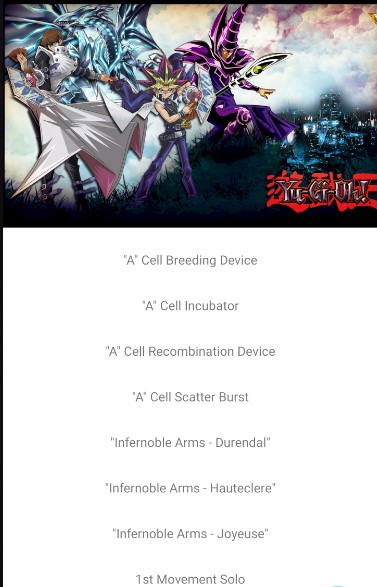 Yu-Gi-Oh!
"A" Cell Breeding Device
"A" Cell Incubator
"A" Cell Recombination Device
"A" Cell Scatter Burst
"Infernoble Arms - Durendal"
"Infernoble Arms - Hauteclere"
"Infernoble Arms - Joyeuse"
1st Movement Solo